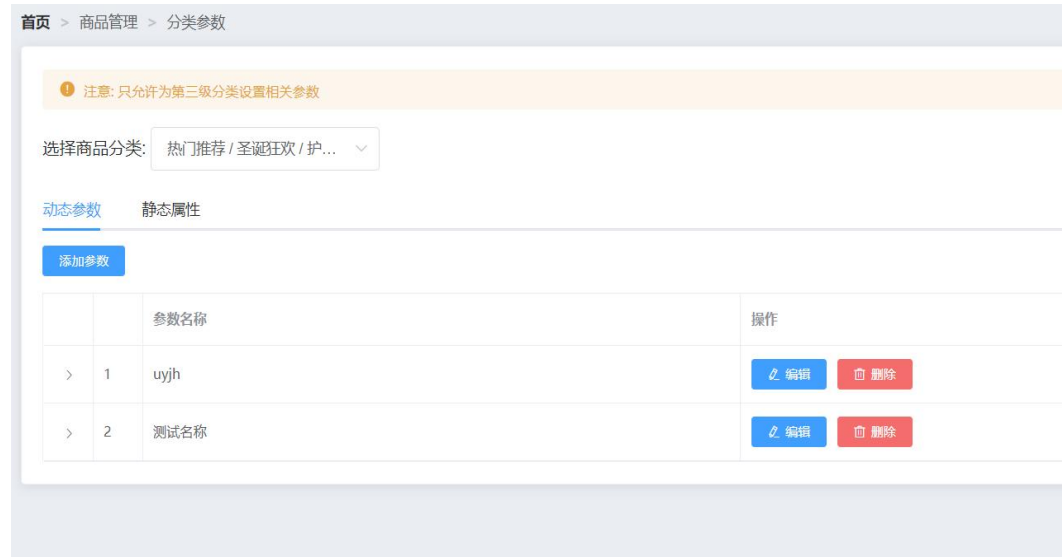 首页 > 商品管理 > 分类参数
注意: 只允许为第三级分类设置相关参数
选择商品分类: 热门推荐 / 圣诞狂欢 / 护…
动态参数 静态属性
添加参数
参数名称 操作
1 uyjh 编辑 删除
2 测试名称 编辑 删除